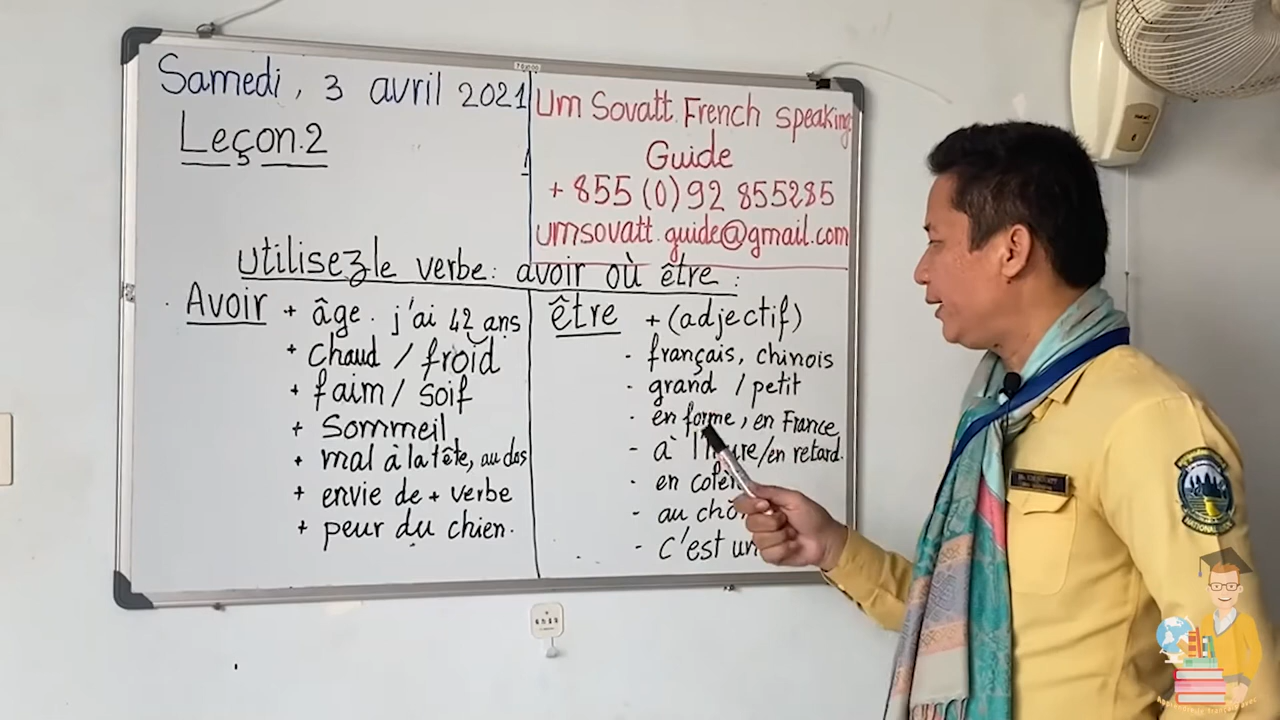 Samedi, 3 avril 2021
Leçon.2
Um Sovatt French speaking
Guide
+ 855 (0) 92 855285
umsovatt.guide@gmail.com
utilisez le verbe: avoir où être :
Avoir + âge. j'ai 42 ans
+ chaud / froid
+ faim / soif
+ Sommeil
+ mal à la tête, au dos
+ envie de + verbe
+ peur du chien.
être + (adjectif)
- français, chinois
- grand / petit
- en forme, en France
- à l'heure/en retard.
- en
- au
- c'est
NATIONAL